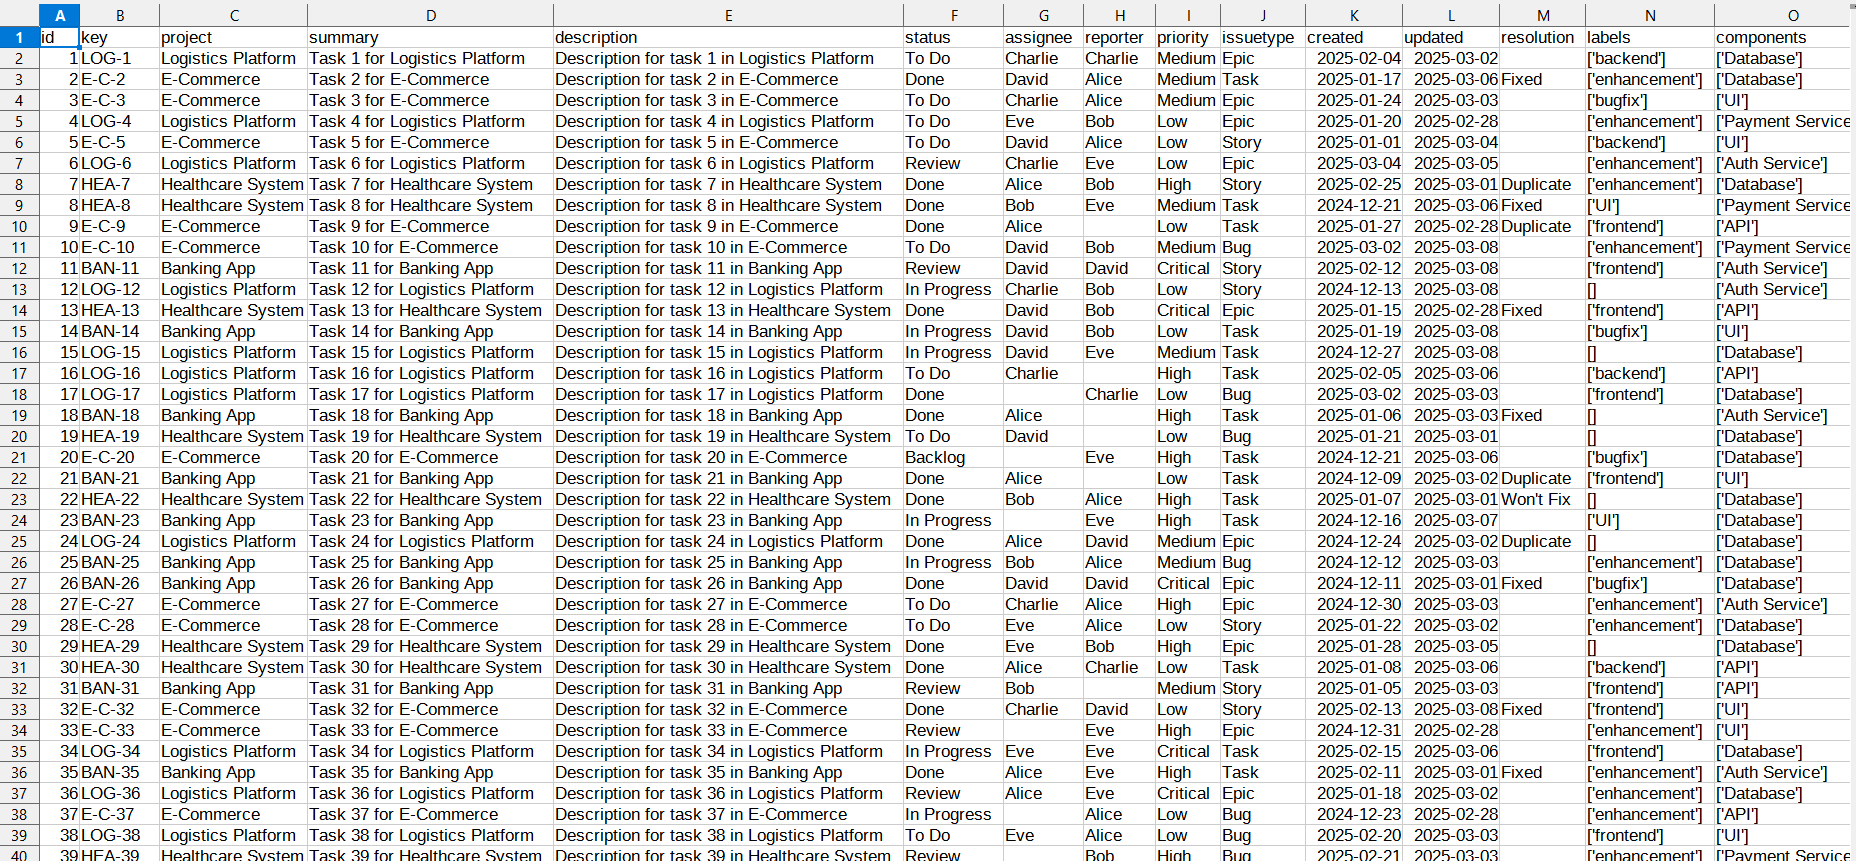 A B C D E F G H I J K L M N O
1 id key project summary description status assignee reporter priority issuetype created updated resolution labels components
2 1 LOG-1 Logistics Platform Task 1 for Logistics Platform Description for task 1 in Logistics Platform To Do Charlie Charlie Medium Epic 2025-02-04 2025-03-02 ['backend'] ['Database']
3 2 E-C-2 E-Commerce Task 2 for E-Commerce Description for task 2 in E-Commerce Done David Alice Medium Task 2025-01-17 2025-03-06 Fixed ['enhancement'] ['Database']
4 3 E-C-3 E-Commerce Task 3 for E-Commerce Description for task 3 in E-Commerce To Do Charlie Alice Medium Epic 2025-01-24 2025-03-03 ['bugfix'] ['UI']
5 4 LOG-4 Logistics Platform Task 4 for Logistics Platform Description for task 4 in Logistics Platform To Do Eve Bob Low Epic 2025-01-20 2025-02-28 ['enhancement'] ['Payment Service
6 5 E-C-5 E-Commerce Task 5 for E-Commerce Description for task 5 in E-Commerce To Do David Alice Low Story 2025-01-01 2025-03-04 ['backend'] ['UI']
7 6 LOG-6 Logistics Platform Task 6 for Logistics Platform Description for task 6 in Logistics Platform Review Charlie Eve Low Epic 2025-03-04 2025-03-05 ['enhancement'] ['Auth Service']
8 7 HEA-7 Healthcare System Task 7 for Healthcare System Description for task 7 in Healthcare System Done Alice Bob High Story 2025-02-25 2025-03-01 Duplicate ['enhancement'] ['Database']
9 8 HEA-8 Healthcare System Task 8 for Healthcare System Description for task 8 in Healthcare System Done Bob Eve Medium Task 2024-12-21 2025-03-06 Fixed ['UI'] ['Payment Service
10 9 E-C-9 E-Commerce Task 9 for E-Commerce Description for task 9 in E-Commerce Done Alice Low Task 2025-01-27 2025-02-28 Duplicate ['frontend'] ['API']
11 10 E-C-10 E-Commerce Task 10 for E-Commerce Description for task 10 in E-Commerce To Do David Bob Medium Bug 2025-03-02 2025-03-08 ['enhancement'] ['Payment Service
12 11 BAN-11 Banking App Task 11 for Banking App Description for task 11 in Banking App Review David David Critical Story 2025-02-12 2025-03-08 ['frontend'] ['Auth Service']
13 12 LOG-12 Logistics Platform Task 12 for Logistics Platform Description for task 12 in Logistics Platform In Progress Charlie Bob Low Story 2024-12-13 2025-03-08 [] ['Auth Service']
14 13 HEA-13 Healthcare System Task 13 for Healthcare System Description for task 13 in Healthcare System Done David Bob Critical Epic 2025-01-15 2025-02-28 Fixed ['frontend'] ['API']
15 14 BAN-14 Banking App Task 14 for Banking App Description for task 14 in Banking App In Progress David Bob Low Task 2025-01-19 2025-03-08 ['bugfix'] ['UI']
16 15 LOG-15 Logistics Platform Task 15 for Logistics Platform Description for task 15 in Logistics Platform In Progress David Eve Medium Task 2024-12-27 2025-03-08 [] ['Database']
17 16 LOG-16 Logistics Platform Task 16 for Logistics Platform Description for task 16 in Logistics Platform To Do Charlie High Task 2025-02-05 2025-03-06 ['backend'] ['API']
18 17 LOG-17 Logistics Platform Task 17 for Logistics Platform Description for task 17 in Logistics Platform Done Charlie Low Bug 2025-03-02 2025-03-03 ['frontend'] ['Database']
19 18 BAN-18 Banking App Task 18 for Banking App Description for task 18 in Banking App Done Alice High Task 2025-01-06 2025-03-03 Fixed [] ['Auth Service']
20 19 HEA-19 Healthcare System Task 19 for Healthcare System Description for task 19 in Healthcare System To Do David Low Bug 2025-01-21 2025-03-01 [] ['Database']
21 20 E-C-20 E-Commerce Task 20 for E-Commerce Description for task 20 in E-Commerce Backlog Eve High Task 2024-12-21 2025-03-06 ['bugfix'] ['Database']
22 21 BAN-21 Banking App Task 21 for Banking App Description for task 21 in Banking App Done Alice Low Task 2024-12-09 2025-03-02 Duplicate ['frontend'] ['UI']
23 22 HEA-22 Healthcare System Task 22 for Healthcare System Description for task 22 in Healthcare System Done Bob Alice High Task 2025-01-07 2025-03-01 Won't Fix [] ['Database']
24 23 BAN-23 Banking App Task 23 for Banking App Description for task 23 in Banking App In Progress Eve High Task 2024-12-16 2025-03-07 ['UI'] ['Database']
25 24 LOG-24 Logistics Platform Task 24 for Logistics Platform Description for task 24 in Logistics Platform Done Alice David Medium Epic 2024-12-24 2025-03-02 Duplicate [] ['Database']
26 25 BAN-25 Banking App Task 25 for Banking App Description for task 25 in Banking App In Progress Bob Alice Medium Bug 2024-12-12 2025-03-03 ['enhancement'] ['Database']
27 26 BAN-26 Banking App Task 26 for Banking App Description for task 26 in Banking App Done David David Critical Epic 2024-12-11 2025-03-01 Fixed ['bugfix'] ['Database']
28 27 E-C-27 E-Commerce Task 27 for E-Commerce Description for task 27 in E-Commerce To Do Charlie Alice High Epic 2024-12-30 2025-03-03 ['enhancement'] ['Auth Service']
29 28 E-C-28 E-Commerce Task 28 for E-Commerce Description for task 28 in E-Commerce To Do Eve Alice Low Story 2025-01-22 2025-03-02 ['enhancement'] ['Database']
30 29 HEA-29 Healthcare System Task 29 for Healthcare System Description for task 29 in Healthcare System Done Eve Bob High Epic 2025-01-28 2025-03-05 [] ['Database']
31 30 HEA-30 Healthcare System Task 30 for Healthcare System Description for task 30 in Healthcare System Done Alice Charlie Low Task 2025-01-08 2025-03-06 ['backend'] ['API']
32 31 BAN-31 Banking App Task 31 for Banking App Description for task 31 in Banking App Review Bob Medium Story 2025-01-05 2025-03-03 ['frontend'] ['API']
33 32 E-C-32 E-Commerce Task 32 for E-Commerce Description for task 32 in E-Commerce Done Charlie David Low Story 2025-02-13 2025-03-08 Fixed ['frontend'] ['UI']
34 33 E-C-33 E-Commerce Task 33 for E-Commerce Description for task 33 in E-Commerce Review Eve High Epic 2024-12-31 2025-02-28 ['enhancement'] ['UI']
35 34 LOG-34 Logistics Platform Task 34 for Logistics Platform Description for task 34 in Logistics Platform In Progress Eve Eve Critical Task 2025-02-15 2025-03-06 ['frontend'] ['Database']
36 35 BAN-35 Banking App Task 35 for Banking App Description for task 35 in Banking App Done Alice Eve High Task 2025-02-11 2025-03-01 Fixed ['enhancement'] ['Auth Service']
37 36 LOG-36 Logistics Platform Task 36 for Logistics Platform Description for task 36 in Logistics Platform Review Alice Eve Critical Epic 2025-01-18 2025-03-02 ['enhancement'] ['Database']
38 37 E-C-37 E-Commerce Task 37 for E-Commerce Description for task 37 in E-Commerce In Progress Alice Low Bug 2024-12-23 2025-02-28 ['enhancement'] ['API']
39 38 LOG-38 Logistics Platform Task 38 for Logistics Platform Description for task 38 in Logistics Platform To Do Eve Alice Low Bug 2025-02-20 2025-03-03 ['frontend'] ['UI']
40 39 HEA-39 Healthcare System Task 39 for Healthcare System Description for task 39 in Healthcare System Review Bob High Bug 2025-02-21 2025-03-03 ['enhancement'] ['Payment Service